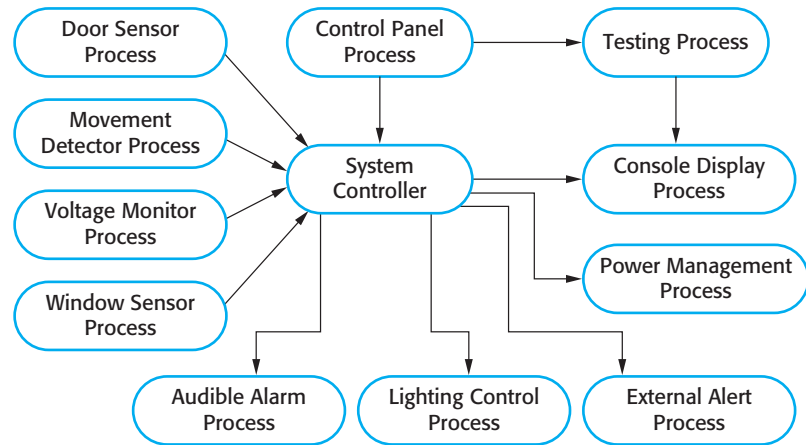 Door Sensor
Process
Control Panel
Process
Testing Process
Movement
Detector Process
System
Controller
Console Display
Process
Voltage Monitor
Process
Power Management
Process
Window Sensor
Process
Audible Alarm
Process
Lighting Control
Process
External Alert
Process